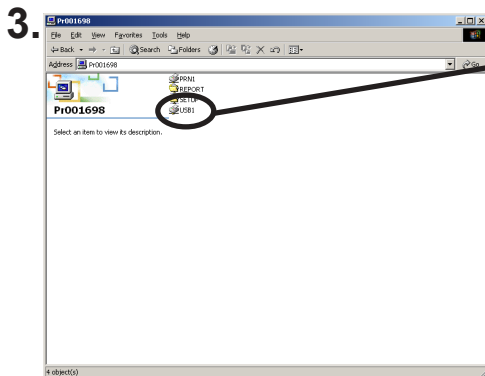 3.
Pr001698
File Edit View Favorites Tools Help
Back Search Folders
Address Pr001698 Go
PRN1
REPORT
SETUP
USB1
Pr001698
Select an item to view its description.
4 object(s)